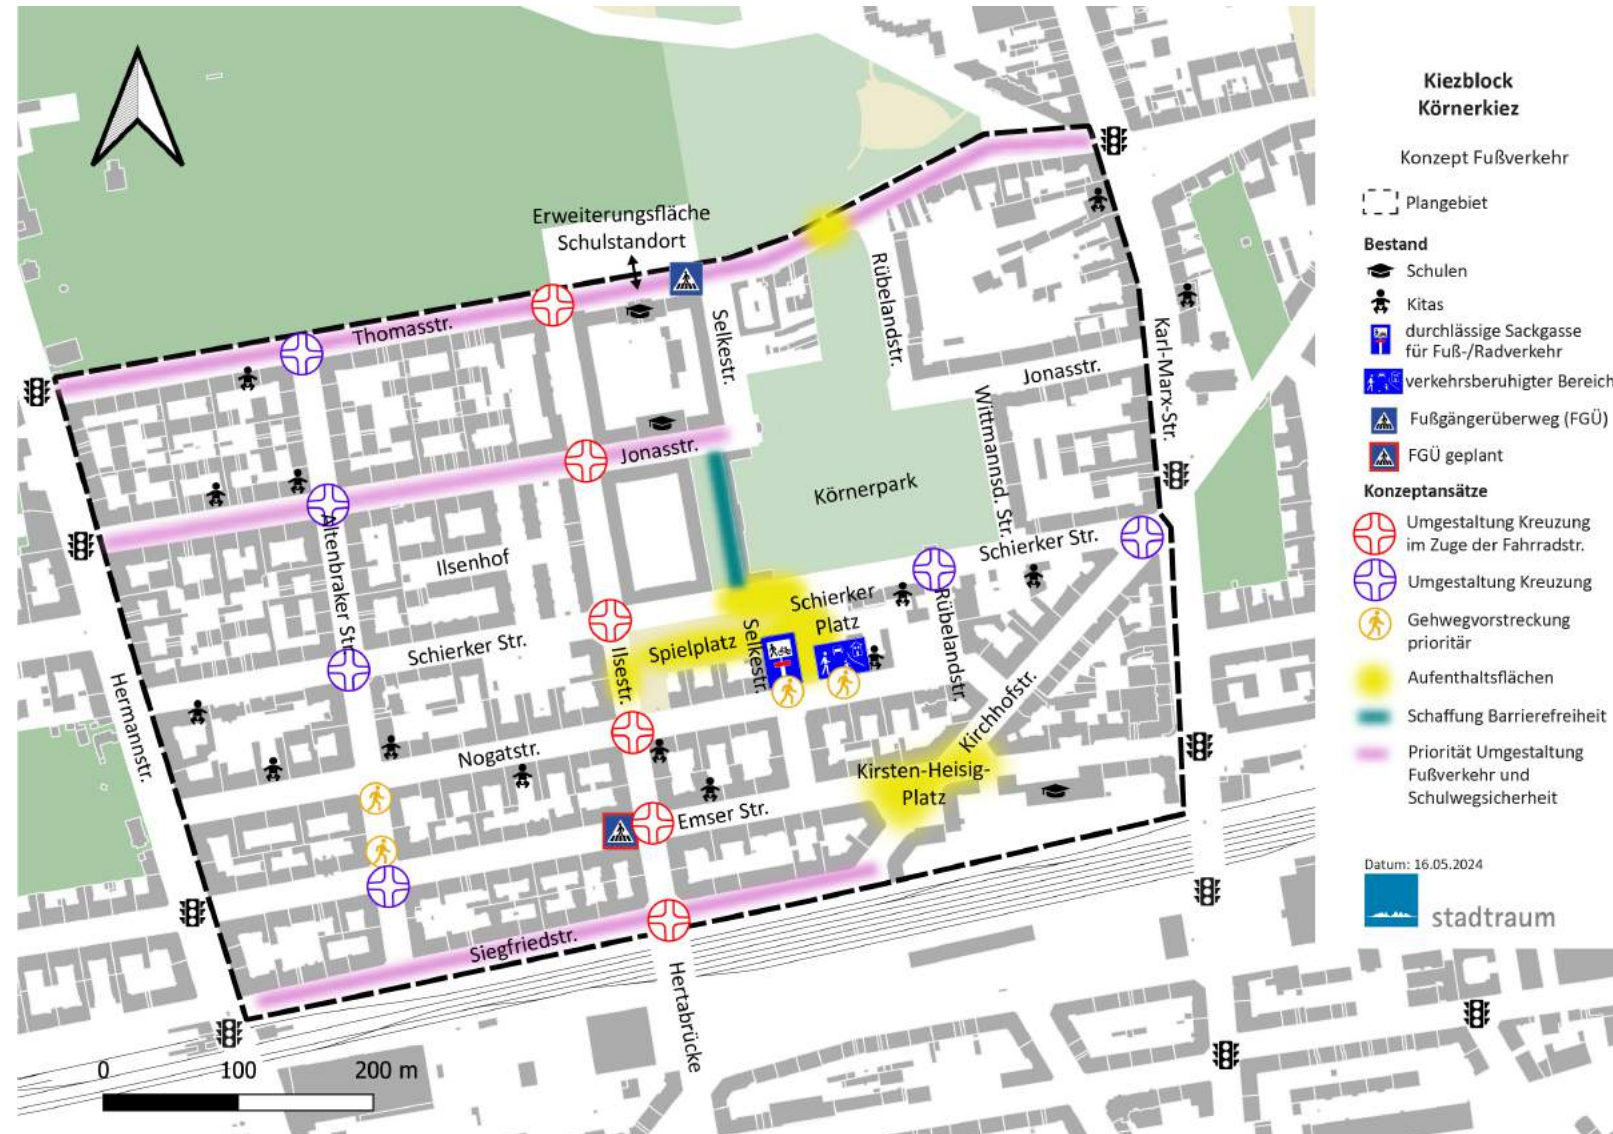 Kiezblock
Körnerkiez
Konzept Fußverkehr
Plangebiet
Bestand
Schulen
Kitas
durchlässige Sackgasse
für Fuß-/Radverkehr
verkehrsberuhigter Bereich
Fußgängerüberweg (FGÜ)
FGÜ geplant
Konzeptansätze
Umgestaltung Kreuzung
im Zuge der Fahrradstr.
Umgestaltung Kreuzung
Gehwegvorstreckung
prioritär
Aufenthaltsflächen
Schaffung Barrierefreiheit
Priorität Umgestaltung
Fußverkehr und
Schulwegsicherheit
Datum: 16.05.2024
stadtraum
Erweiterungsfläche
Schulstandort
Thomasstr.
Selkestr.
Rübelandstr.
Karl-Marx-Str.
Jonasstr.
Wittmannsd. Str.
Jonasstr.
Körnerpark
Altenbraker Str.
Ilsenhof
Schierker Str.
Schierker
Platz
Schierker Str.
Spielplatz
Selkestr.
Rübelandstr.
Ilsestr.
Hermannstr.
Nogatstr.
Kirchhofstr.
Kirsten-Heisig-
Platz
Emser Str.
Siegfriedstr.
Hertabrücke
0 100 200 m